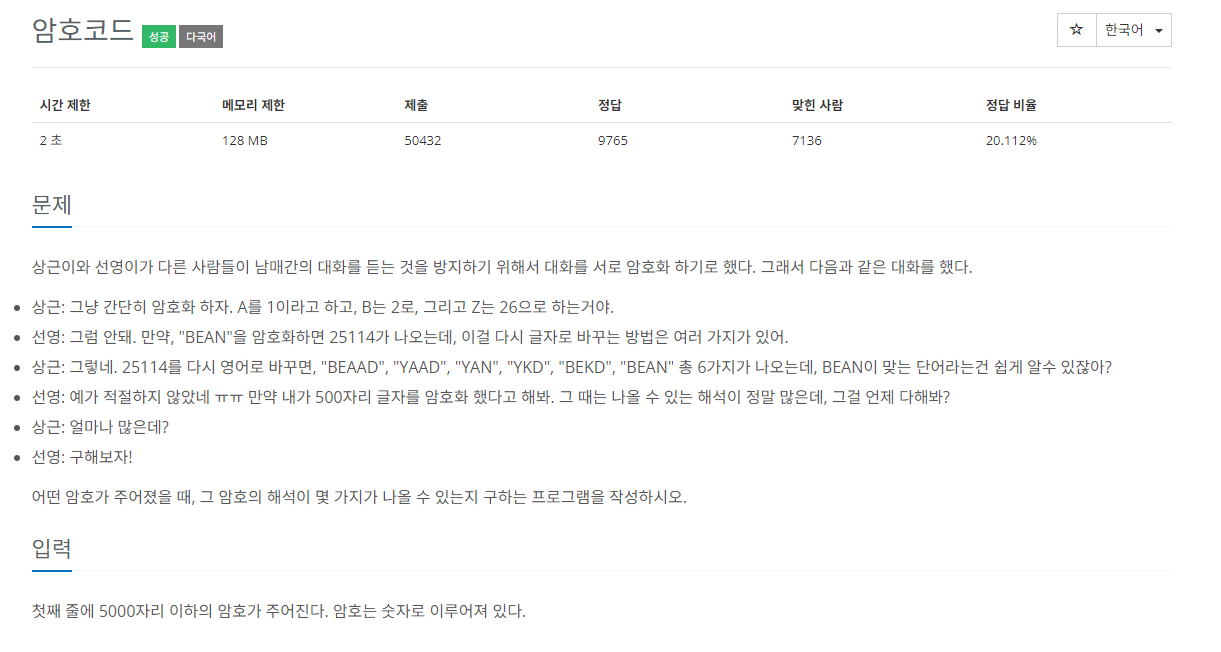 암호코드 성공 다국어 ☆ 한국어
시간 제한 메모리 제한 제출 정답 맞힌 사람 정답 비율
2 초 128 MB 50432 9765 7136 20.112%
문제
상근이와 선영이가 다른 사람들이 남매간의 대화를 듣는 것을 방지하기 위해서 대화를 서로 암호화 하기로 했다. 그래서 다음과 같은 대화를 했다.
상근: 그냥 간단히 암호화 하자. A를 1이라고 하고, B는 2로, 그리고 Z는 26으로 하는거야.
선영: 그럼 안돼. 만약, "BEAN"을 암호화하면 25114가 나오는데, 이걸 다시 글자로 바꾸는 방법은 여러 가지가 있어.
상근: 그렇네. 25114를 다시 영어로 바꾸면, "BEAAD", "YAAD", "YAN", "YKD", "BEKD", "BEAN" 총 6가지가 나오는데, BEAN이 맞는 단어라는건 쉽게 알수 있잖아?
선영: 예가 적절하지 않았네 ㅠㅠ 만약 내가 500자리 글자를 암호화 했다고 해봐. 그 때는 나올 수 있는 해석이 정말 많은데, 그걸 언제 다해봐?
상근: 얼마나 많은데?
선영: 구해보자!
어떤 암호가 주어졌을 때, 그 암호의 해석이 몇 가지가 나올 수 있는지 구하는 프로그램을 작성하시오.
입력
첫째 줄에 5000자리 이하의 암호가 주어진다. 암호는 숫자로 이루어져 있다.